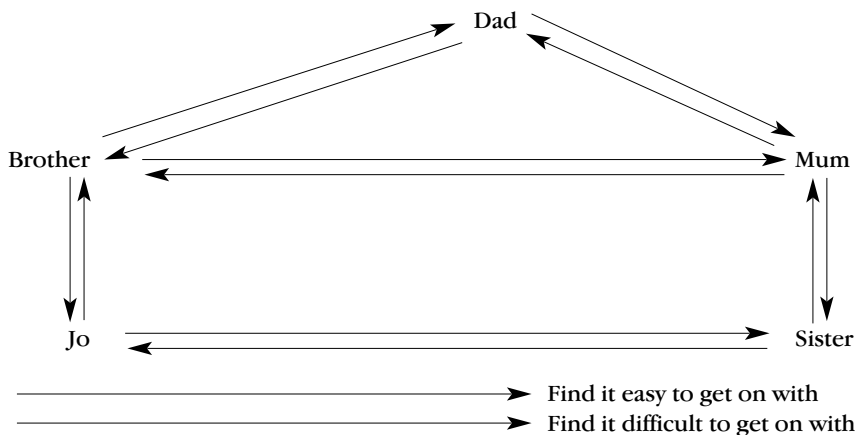 Dad
Brother
Mum
Jo
Sister
Find it easy to get on with
Find it difficult to get on with